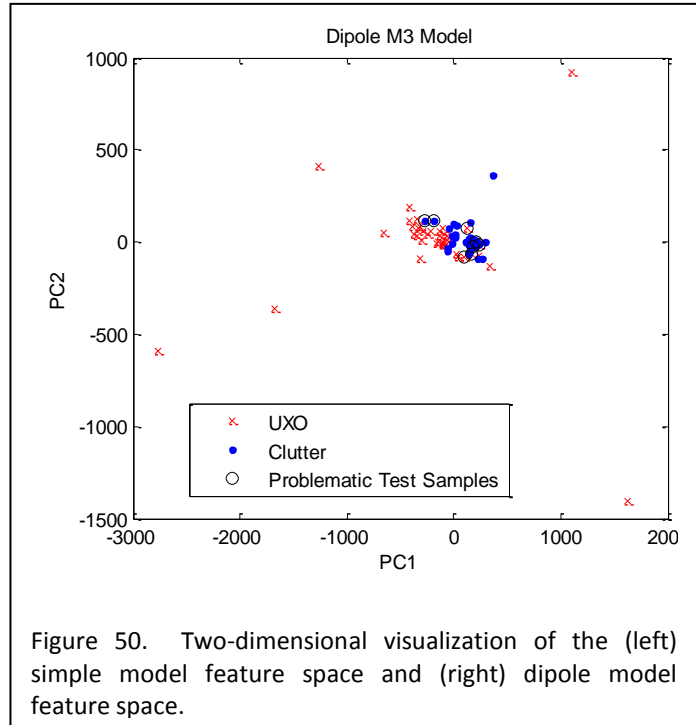 Dipole M3 Model
1000
500
0
-500
-1000
-1500
PC2
UXO
Clutter
Problematic Test Samples
-3000 -2000 -1000 0 1000 200
PC1
Figure 50. Two-dimensional visualization of the (left)
simple model feature space and (right) dipole model
feature space.